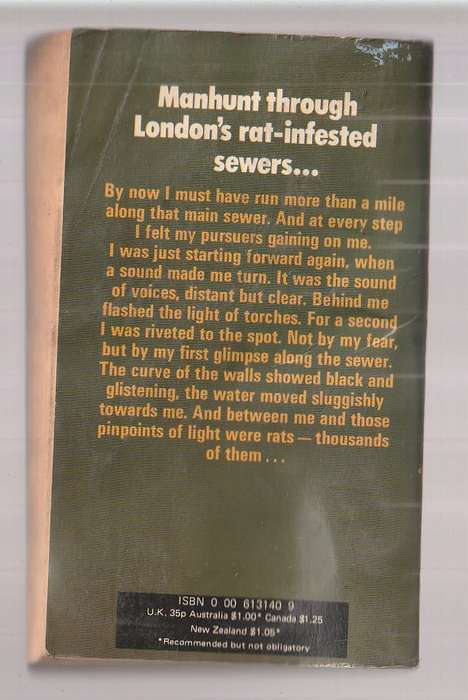 Manhunt through
London's rat-infested
sewers...
By now I must have run more than a mile
along that main sewer. And at every step
I felt my pursuers gaining on me.
I was just starting forward again, when
a sound made me turn. It was the sound
of voices, distant but clear. Behind me
flashed the light of torches. For a second
I was riveted to the spot. Not by my fear,
but by my first glimpse along the sewer.
The curve of the walls showed black and
glistening, the water moved sluggishly
towards me. And between me and those
pinpoints of light were rats — thousands
of them...
ISBN 0 00 613140 9
U.K. 35p Australia $1.00* Canada $1.25
New Zealand $1.05*
*Recommended but not obligatory